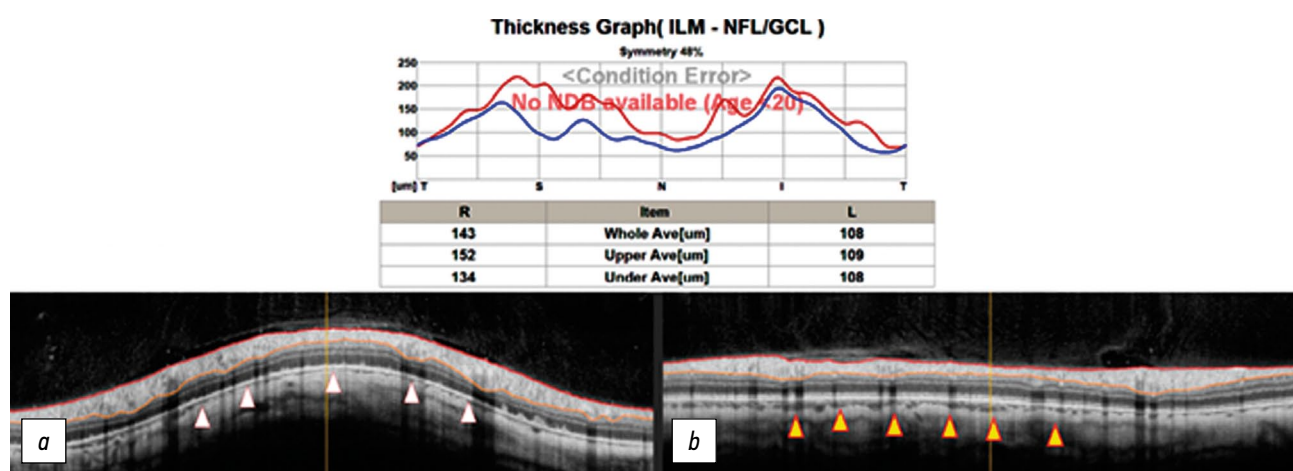 Thickness Graph( ILM - NFL/GCL )
Symmetry 48%
<Condition Error>
No NDB available (Age <20)
250
200
150
100
50
[um] T S N I T
R Item L
143 Whole Ave[um] 108
152 Upper Ave[um] 109
134 Under Ave[um] 108
a b